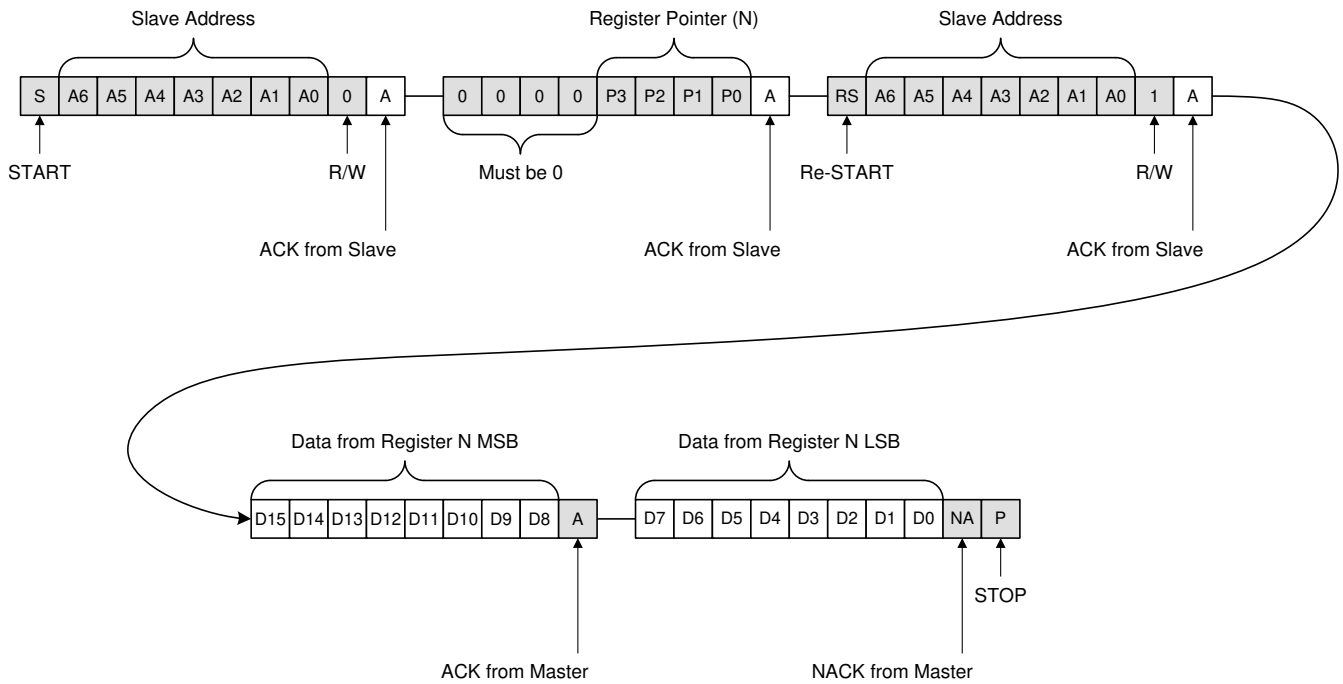 Slave Address Register Pointer (N) Slave Address
S A6 A5 A4 A3 A2 A1 A0 0 A 0 0 0 0 P3 P2 P1 P0 A RS A6 A5 A4 A3 A2 A1 A0 1 A
START R/W Must be 0 Re-START R/W
ACK from Slave ACK from Slave ACK from Slave
Data from Register N MSB Data from Register N LSB
D15 D14 D13 D12 D11 D10 D9 D8 A D7 D6 D5 D4 D3 D2 D1 D0 NA P
STOP
ACK from Master NACK from Master